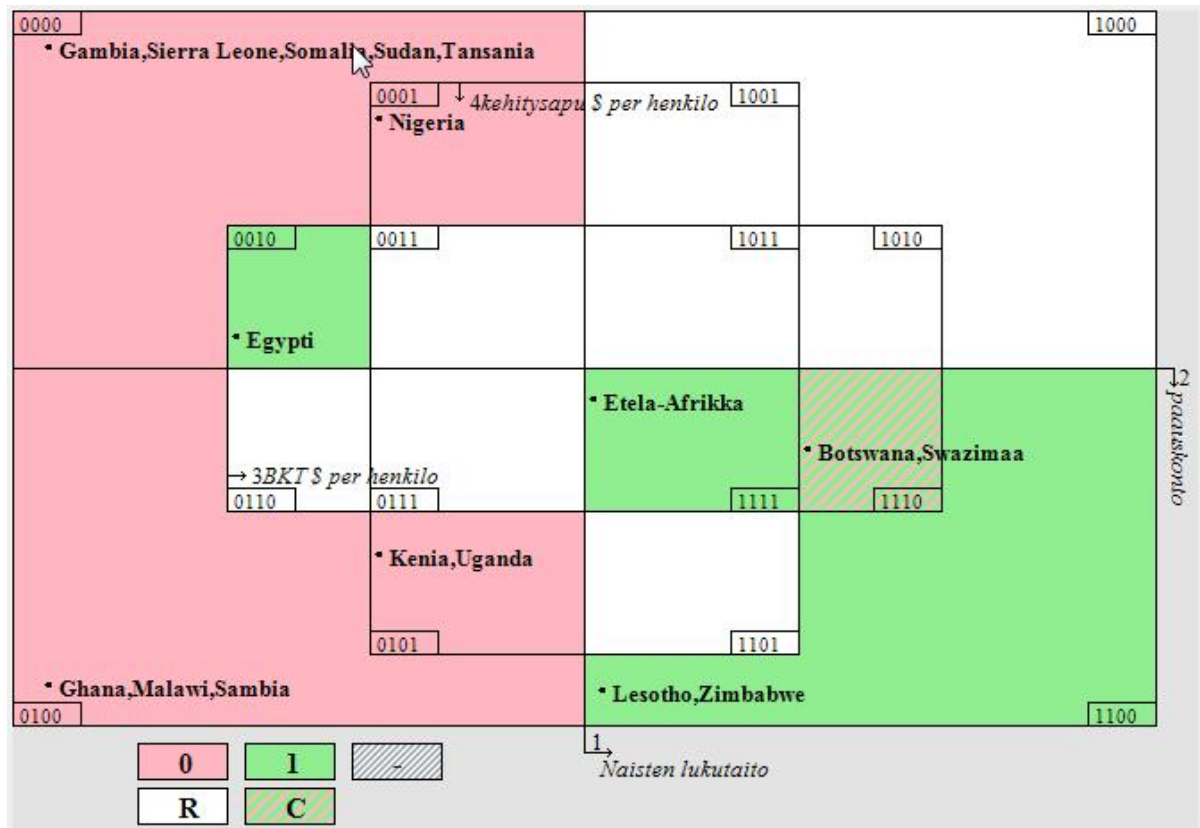 0000
1000
Gambia,Sierra Leone,Somalia,Sudan,Tansania
0001
4kehitysapu $ per henkilo
1001
Nigeria
0010
0011
1011
1010
Egypti
2
paauskonto
Etela-Afrikka
Botswana,Swazimaa
3BKT $ per henkilo
0110
0111
1111
1110
Kenia,Uganda
0101
1101
Ghana,Malawi,Sambia
Lesotho,Zimbabwe
0100
1100
1
Naisten lukutaito
0
1
-
R
C